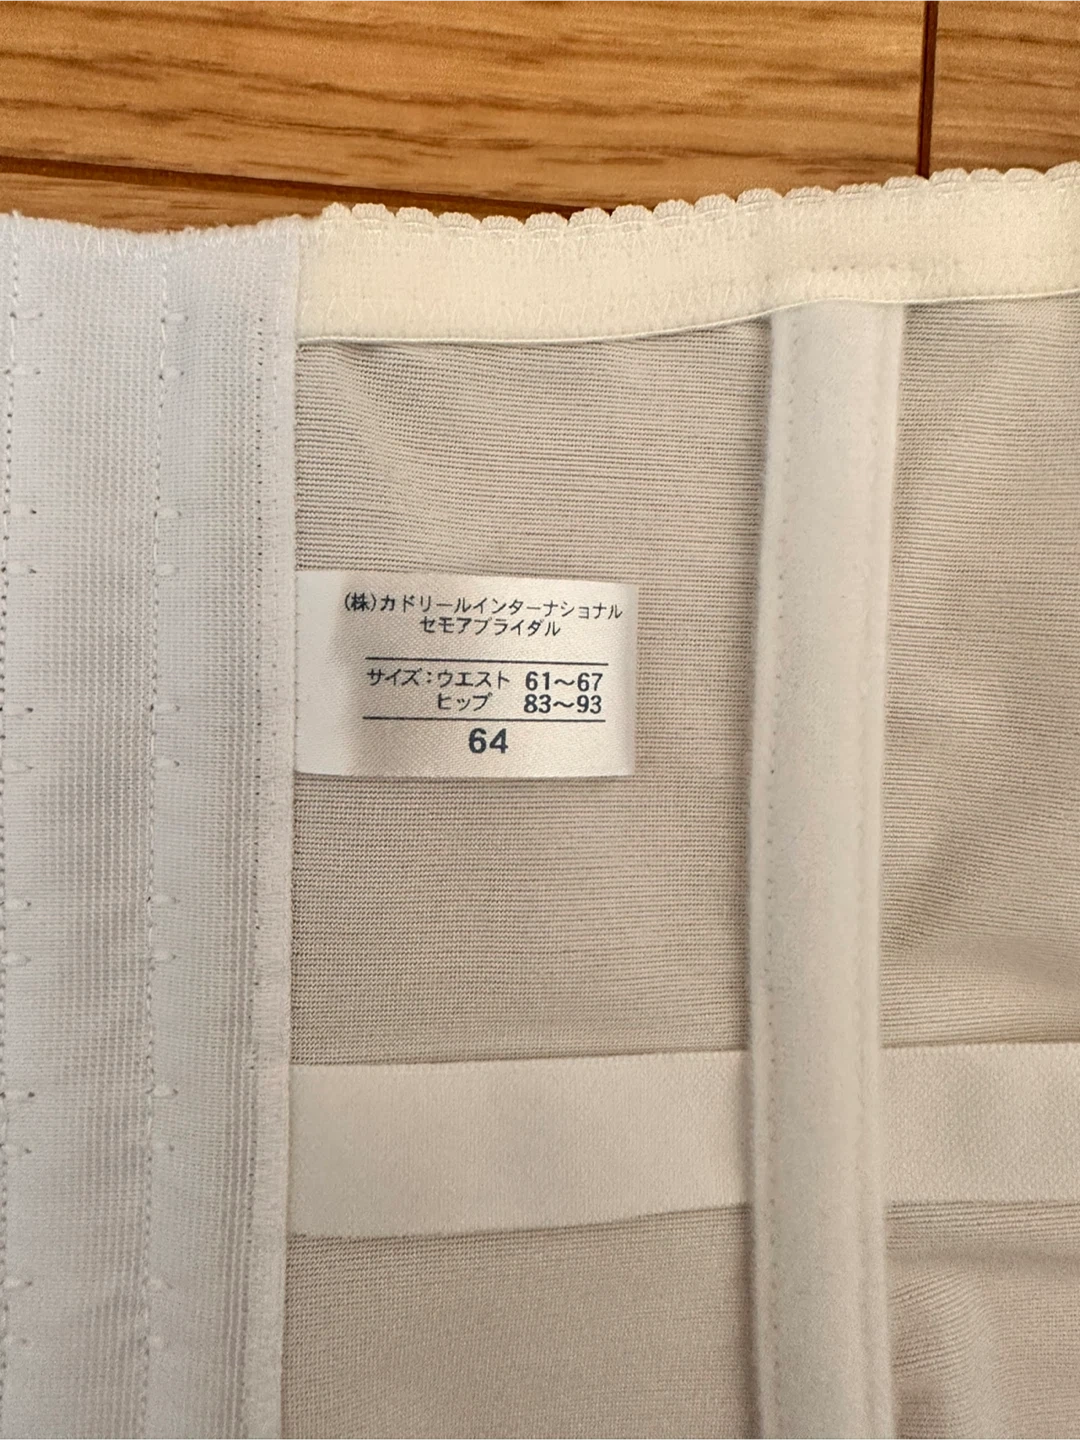 (株)カドリールインターナショナル
セモアブライダル
サイズ:ウエスト 61〜67
ヒップ 83〜93
64